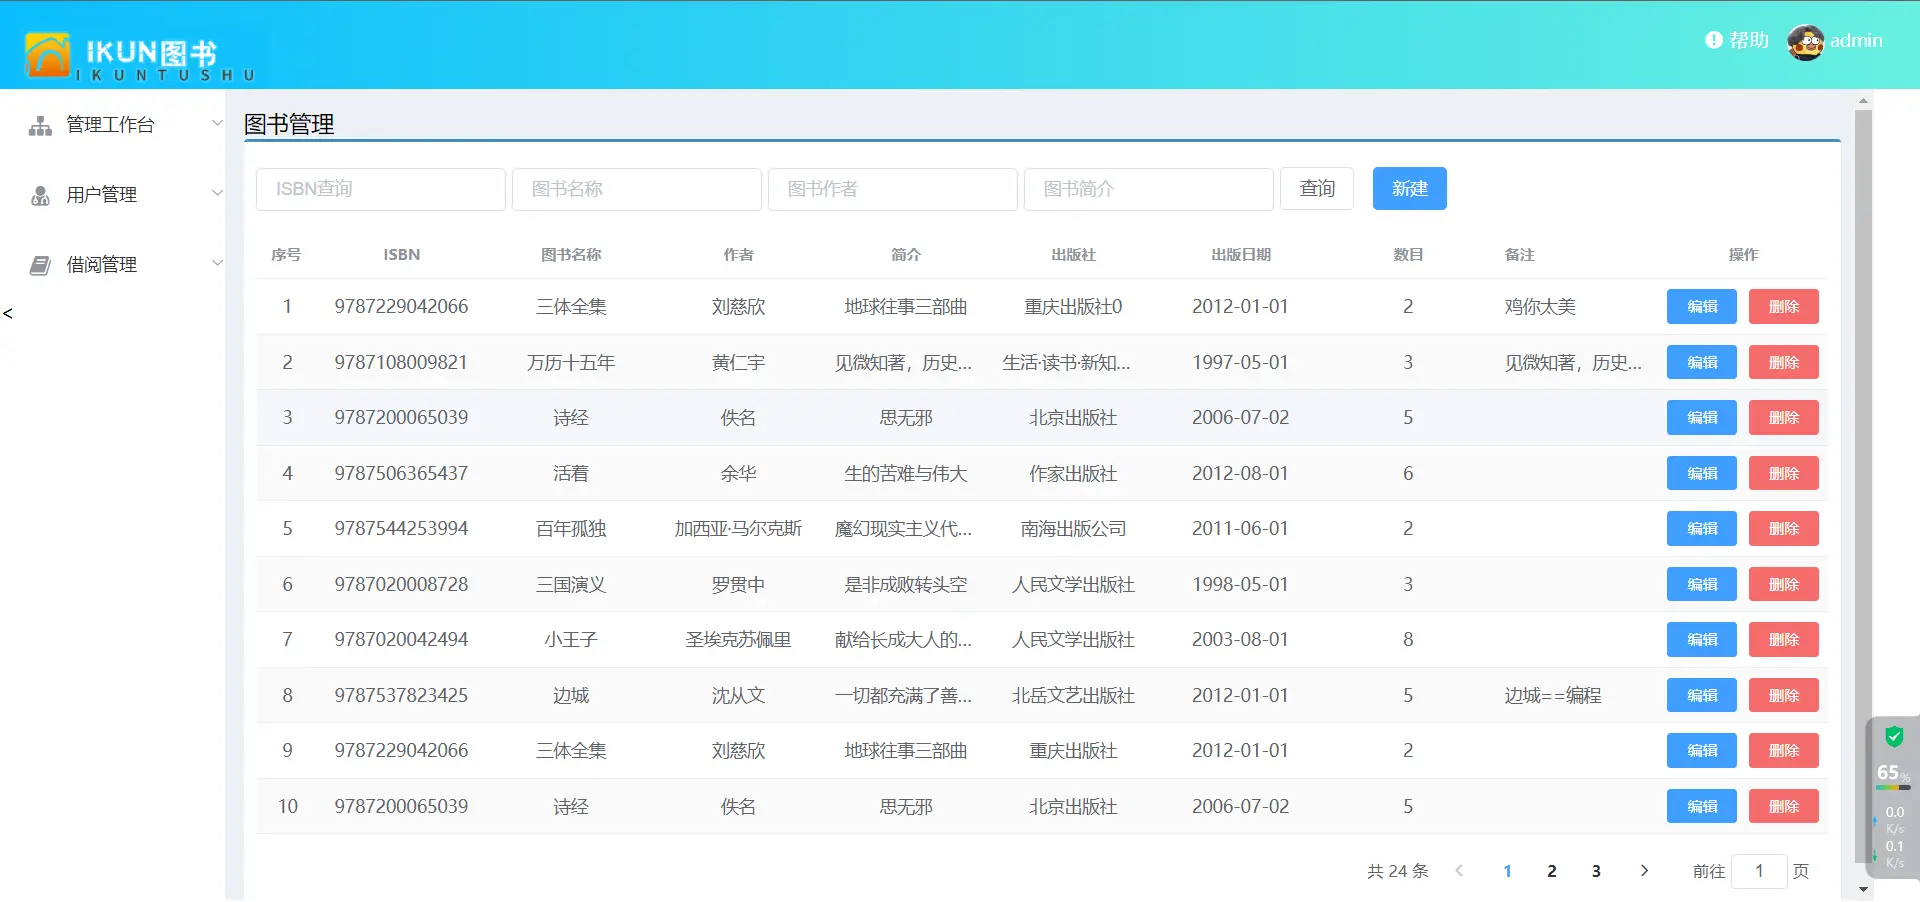 IKUN图书
IKUNTUSHU
帮助
admin
管理工作台
用户管理
借阅管理
<
图书管理
ISBN查询 图书名称 图书作者 图书简介 查询 新建
序号 ISBN 图书名称 作者 简介 出版社 出版日期 数目 备注 操作
1 9787229042066 三体全集 刘慈欣 地球往事三部曲 重庆出版社0 2012-01-01 2 鸡你太美 编辑 删除
2 9787108009821 万历十五年 黄仁宇 见微知著，历史... 生活·读书·新知... 1997-05-01 3 见微知著，历史... 编辑 删除
3 9787200065039 诗经 佚名 思无邪 北京出版社 2006-07-02 5 编辑 删除
4 9787506365437 活着 余华 生的苦难与伟大 作家出版社 2012-08-01 6 编辑 删除
5 9787544253994 百年孤独 加西亚·马尔克斯 魔幻现实主义代... 南海出版公司 2011-06-01 2 编辑 删除
6 9787020008728 三国演义 罗贯中 是非成败转头空 人民文学出版社 1998-05-01 3 编辑 删除
7 9787020042494 小王子 圣埃克苏佩里 献给长成大人的... 人民文学出版社 2003-08-01 8 编辑 删除
8 9787537823425 边城 沈从文 一切都充满了善... 北岳文艺出版社 2012-01-01 5 边城==编程 编辑 删除
9 9787229042066 三体全集 刘慈欣 地球往事三部曲 重庆出版社 2012-01-01 2 编辑 删除
10 9787200065039 诗经 佚名 思无邪 北京出版社 2006-07-02 5 编辑 删除
共 24 条 < 1 2 3 > 前往 1 页
65%
0.0
K/s
0.1
K/s